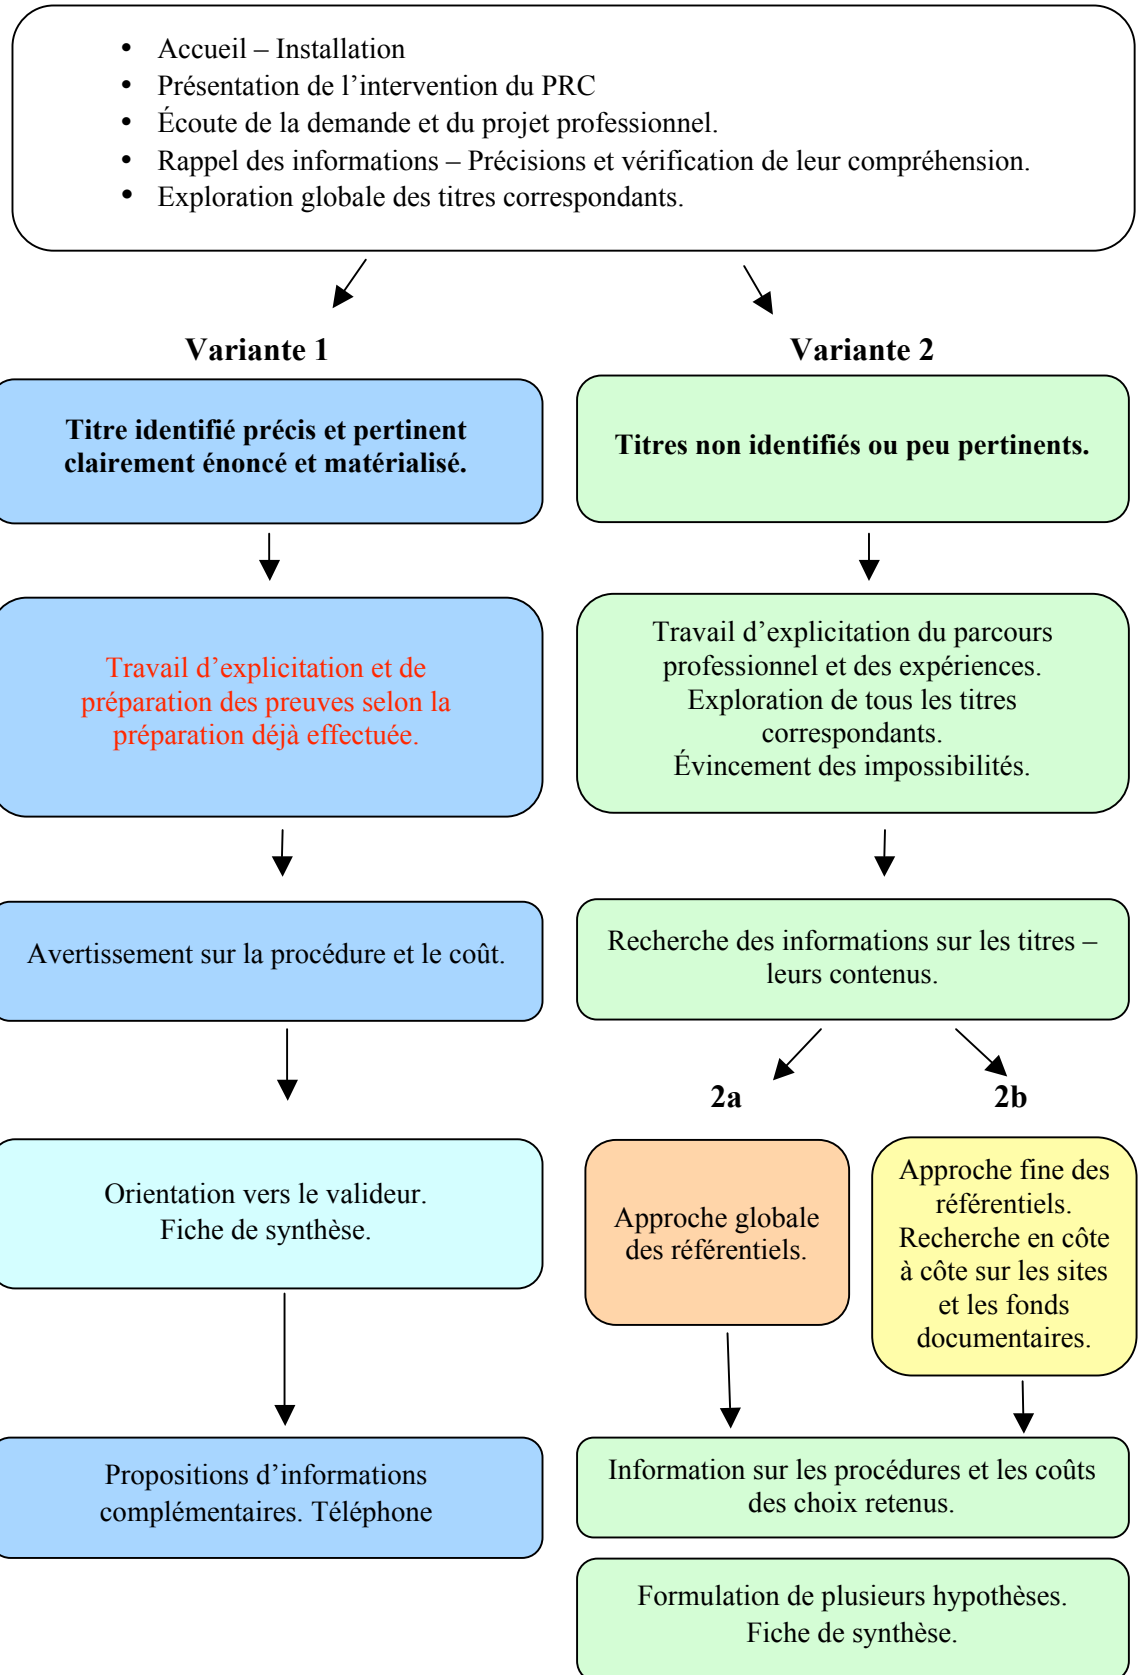 • Accueil – Installation
• Présentation de l’intervention du PRC
• Écoute de la demande et du projet professionnel.
• Rappel des informations – Précisions et vérification de leur compréhension.
• Exploration globale des titres correspondants.
Variante 1
Titre identifié précis et pertinent
clairement énoncé et matérialisé.
Travail d’explicitation et de
préparation des preuves selon la
préparation déjà effectuée.
Avertissement sur la procédure et le coût.
Orientation vers le valideur.
Fiche de synthèse.
Propositions d’informations
complémentaires. Téléphone
Variante 2
Titres non identifiés ou peu pertinents.
Travail d’explicitation du parcours
professionnel et des expériences.
Exploration de tous les titres
correspondants.
Évincement des impossibilités.
Recherche des informations sur les titres –
leurs contenus.
2a
Approche globale
des référentiels.
2b
Approche fine des
référentiels.
Recherche en côte
à côte sur les sites
et les fonds
documentaires.
Information sur les procédures et les coûts
des choix retenus.
Formulation de plusieurs hypothèses.
Fiche de synthèse.